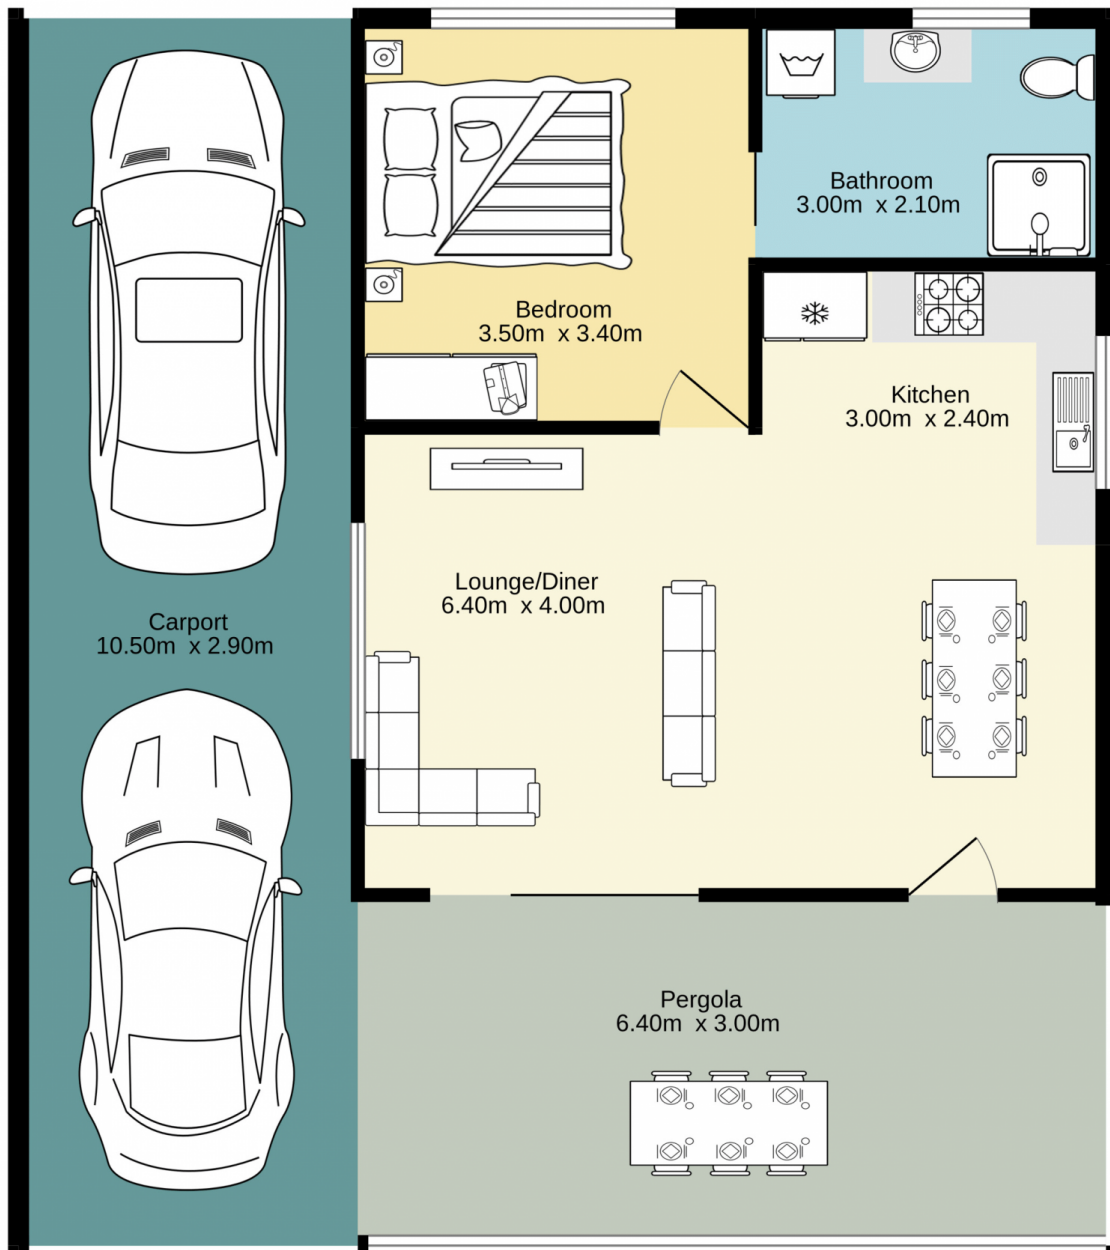 Bathroom
3.00m x 2.10m
Bedroom
3.50m x 3.40m
Kitchen
3.00m x 2.40m
Lounge/Diner
6.40m x 4.00m
Carport
10.50m x 2.90m
Pergola
6.40m x 3.00m